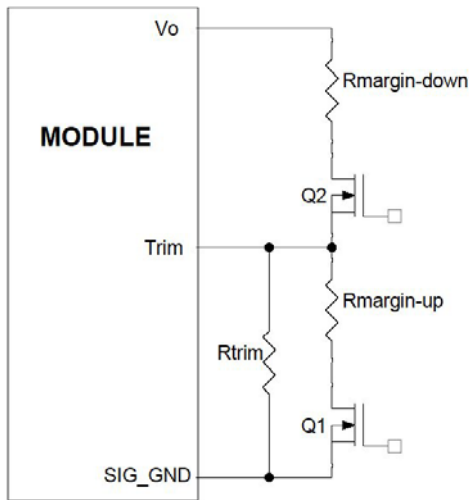 Vo
Rmargin-down
MODULE
Q2
Trim
Rmargin-up
Rtrim
Q1
SIG_GND